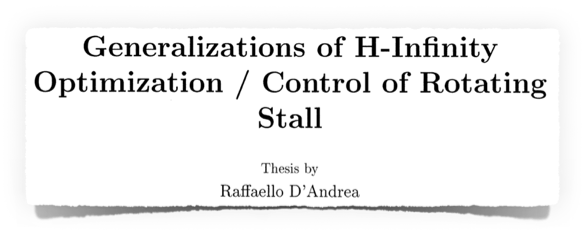 Generalizations of H-Infinity
Optimization / Control of Rotating
Stall
Thesis by
Raffaello D'Andrea